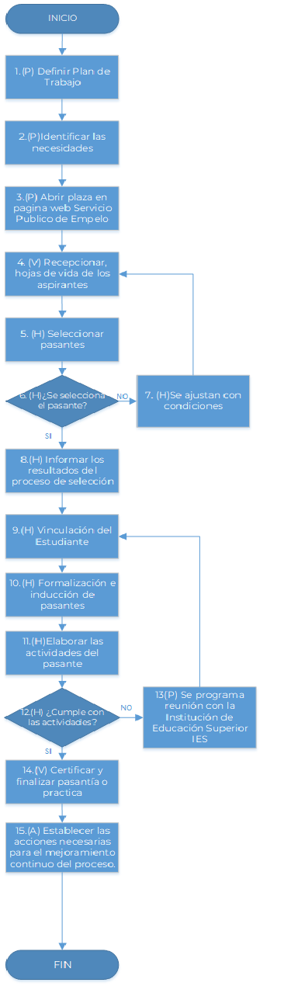 INICIO
1.(P) Definir Plan de
Trabajo
2.(P)Identificar las
necesidades
3.(P) Abrir plaza en
pagina web Servicio
Publico de Empelo
4. (V) Recepcionar,
hojas de vida de los
aspirantes
5. (H) Seleccionar
pasantes
6. (H)¿Se selecciona
el pasante?
NO
7. (H)Se ajustan con
condiciones
SI
8.(H) Informar los
resultados del
proceso de selección
9.(H) Vinculación del
Estudiante
10.(H) Formalización e
inducción de
pasantes
11.(H)Elaborar las
actividades del
pasante
12.(H) ¿Cumple con
las actividades?
NO
13(P) Se programa
reunión con la
Institución de
Educación Superior
IES
SI
14.(V) Certificar y
finalizar pasantía o
practica
15.(A) Establecer las
acciones necesarias
para el mejoramiento
continuo del proceso.
FIN